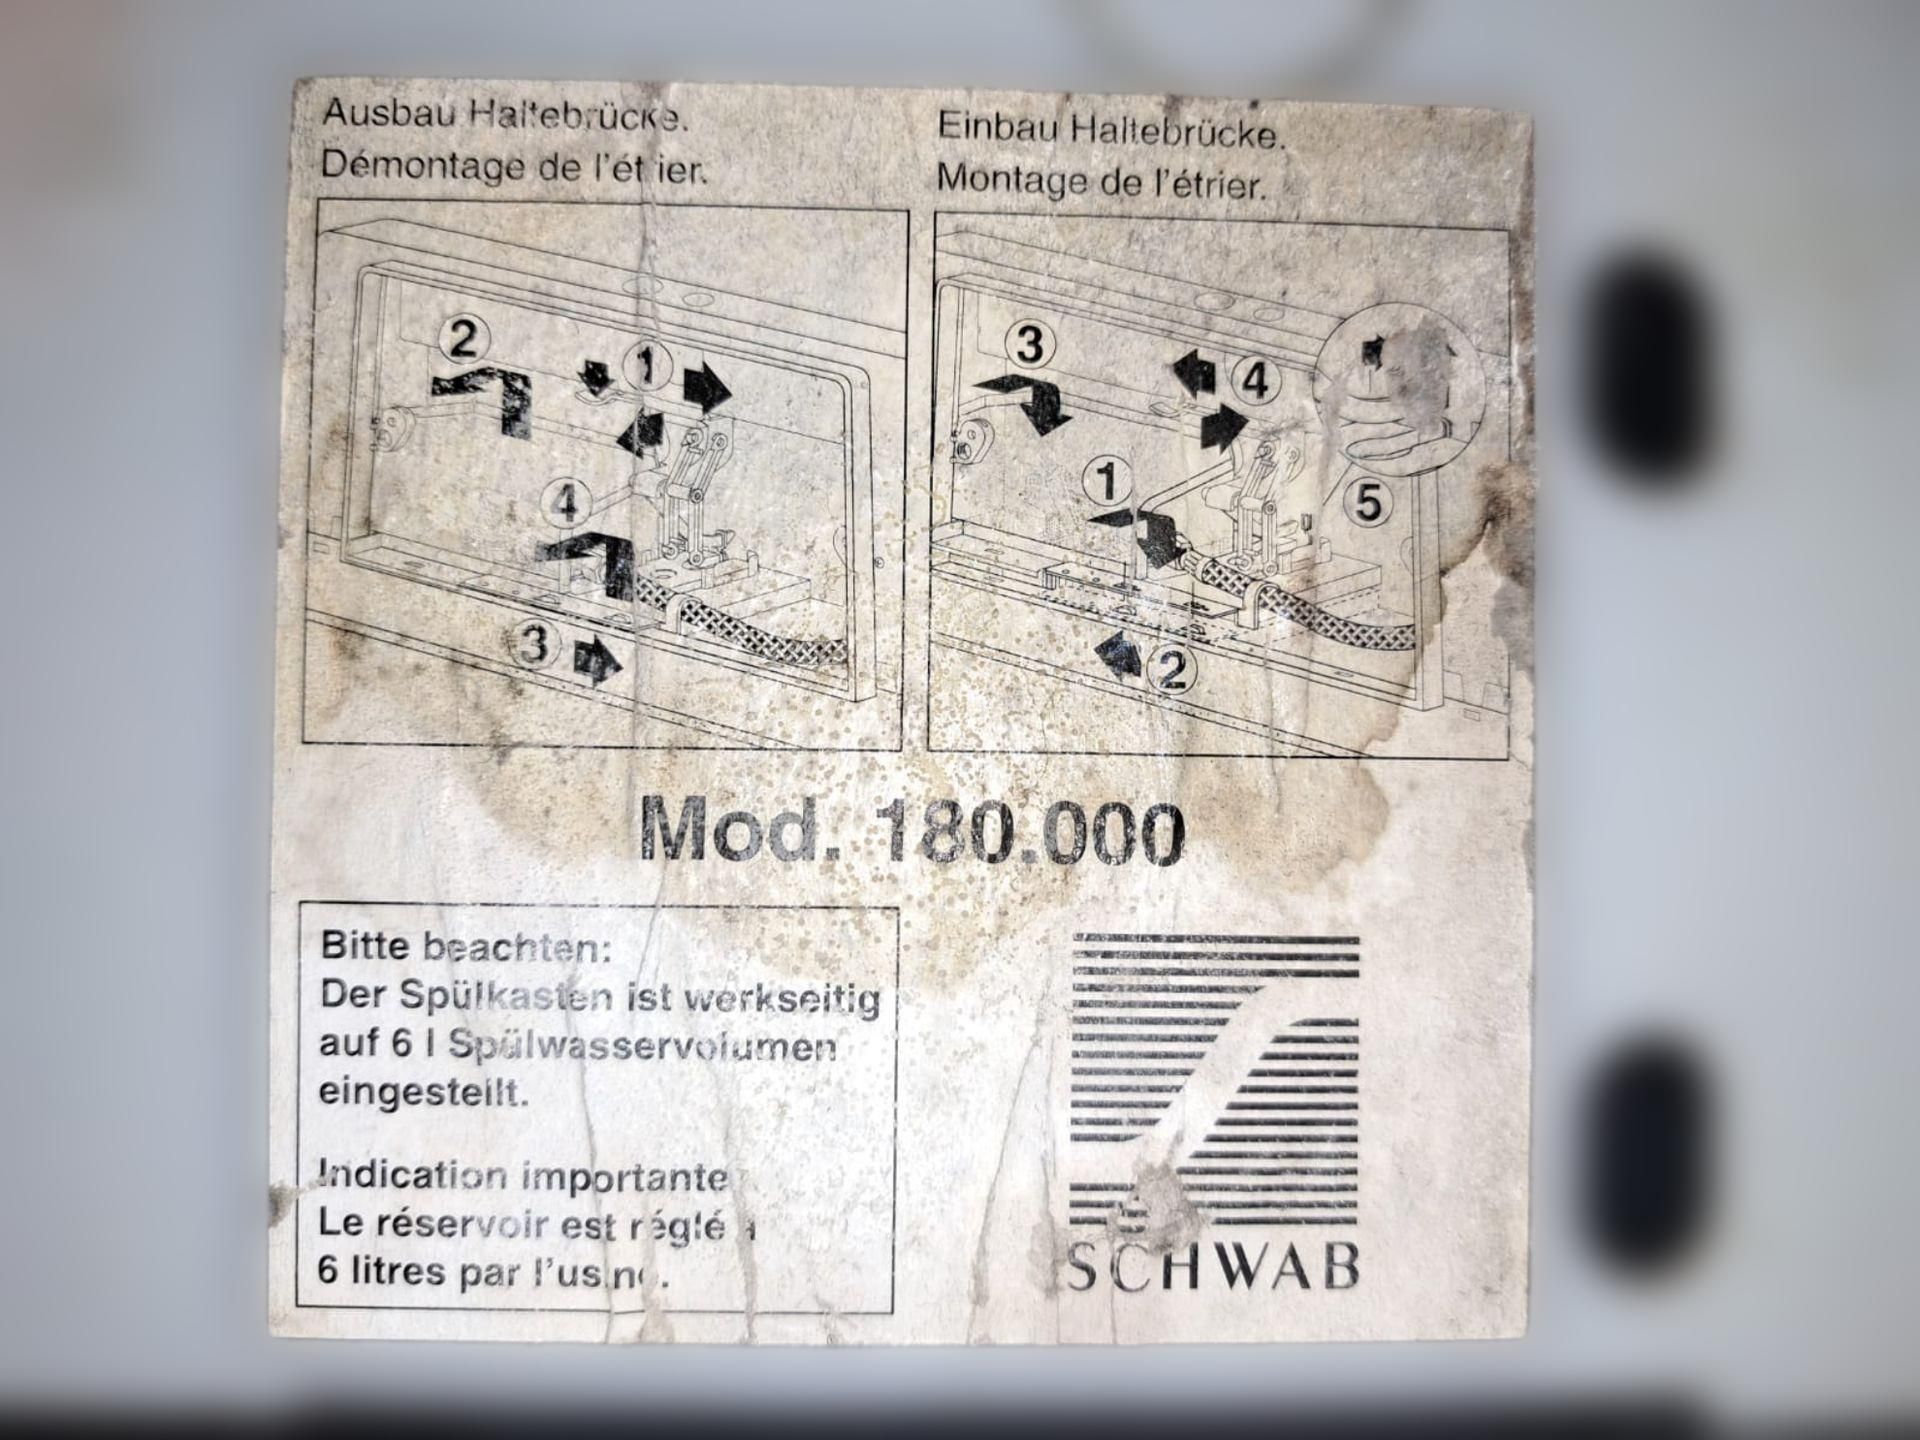 Ausbau Haltebrücke.
Démontage de l'étrier.
Einbau Haltebrücke.
Montage de l'étrier.
2
1
4
3
3
4
1
5
2
Mod. 180.000
Bitte beachten:
Der Spülkasten ist werkseitig
auf 6 l Spülwasservolumen
eingestellt.
Indication importante
Le réservoir est réglé à
6 litres par l'usine.
SCHWAB